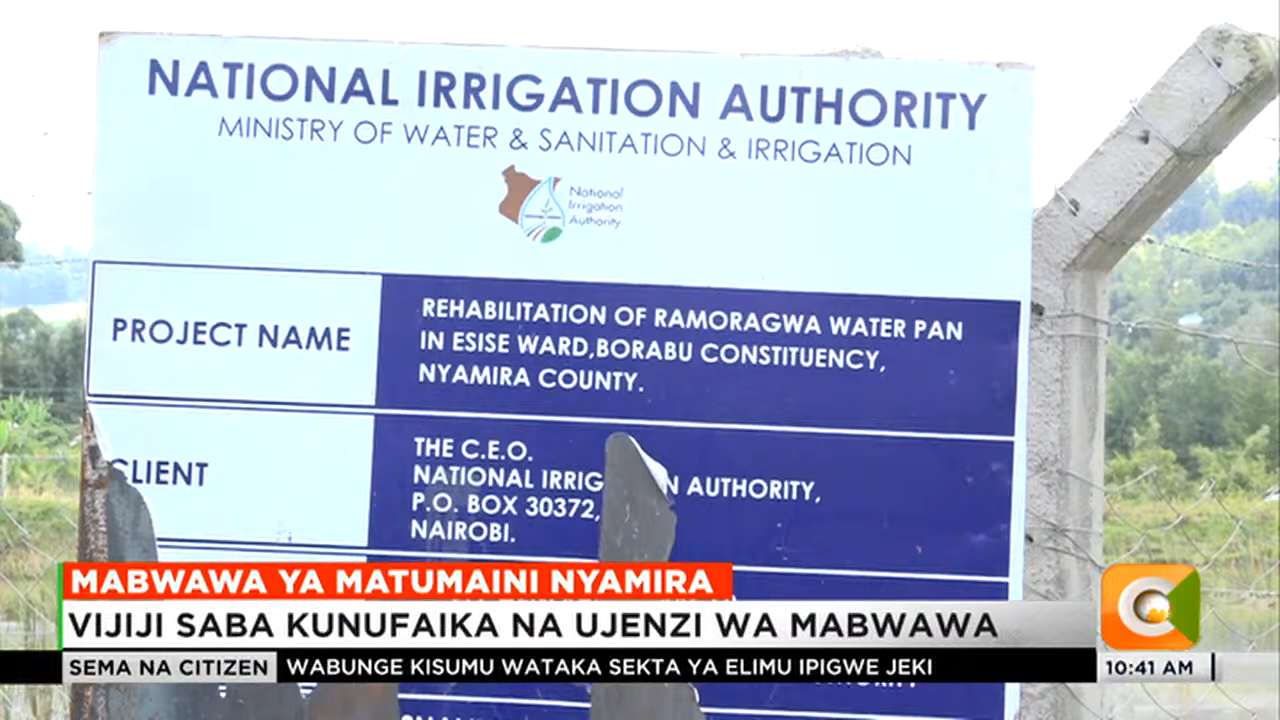 NATIONAL IRRIGATION AUTHORITY
MINISTRY OF WATER & SANITATION & IRRIGATION
National
Irrigation
Authority
PROJECT NAME
REHABILITATION OF RAMORAGWA WATER PAN
IN ESISE WARD,BORABU CONSTITUENCY,
NYAMIRA COUNTY.
CLIENT
THE C.E.O.
NATIONAL AUTHORITY,
P.O. BOX 30372,
NAIROBI.
MABWAWA YA MATUMAINI NYAMIRA
VIJIJI SABA KUNUFAIKA NA UJENZI WA MABWAWA
SEMA NA CITIZEN WABUNGE KISUMU WATAKA SEKTA YA ELIMU IPIGWE JEKI
10:41 AM